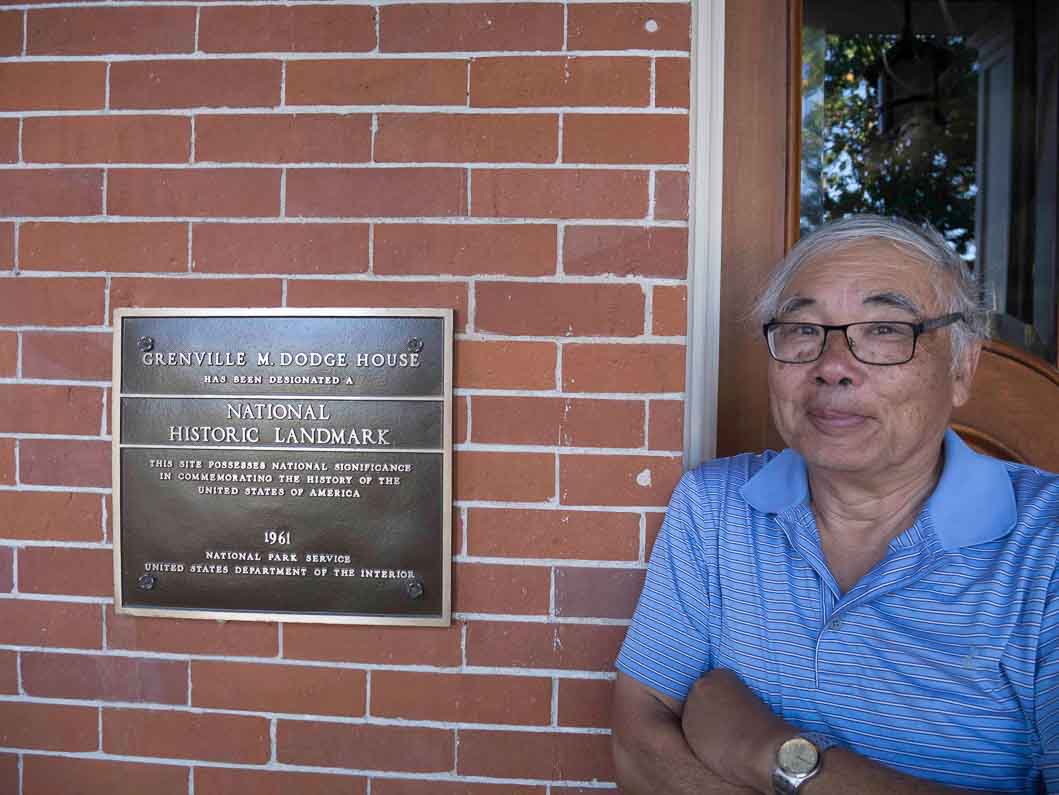 GRENVILLE M. DODGE HOUSE
HAS BEEN DESIGNATED A
NATIONAL
HISTORIC LANDMARK
THIS SITE POSSESSES NATIONAL SIGNIFICANCE
IN COMMEMORATING THE HISTORY OF THE
UNITED STATES OF AMERICA
1961
NATIONAL PARK SERVICE
UNITED STATES DEPARTMENT OF THE INTERIOR